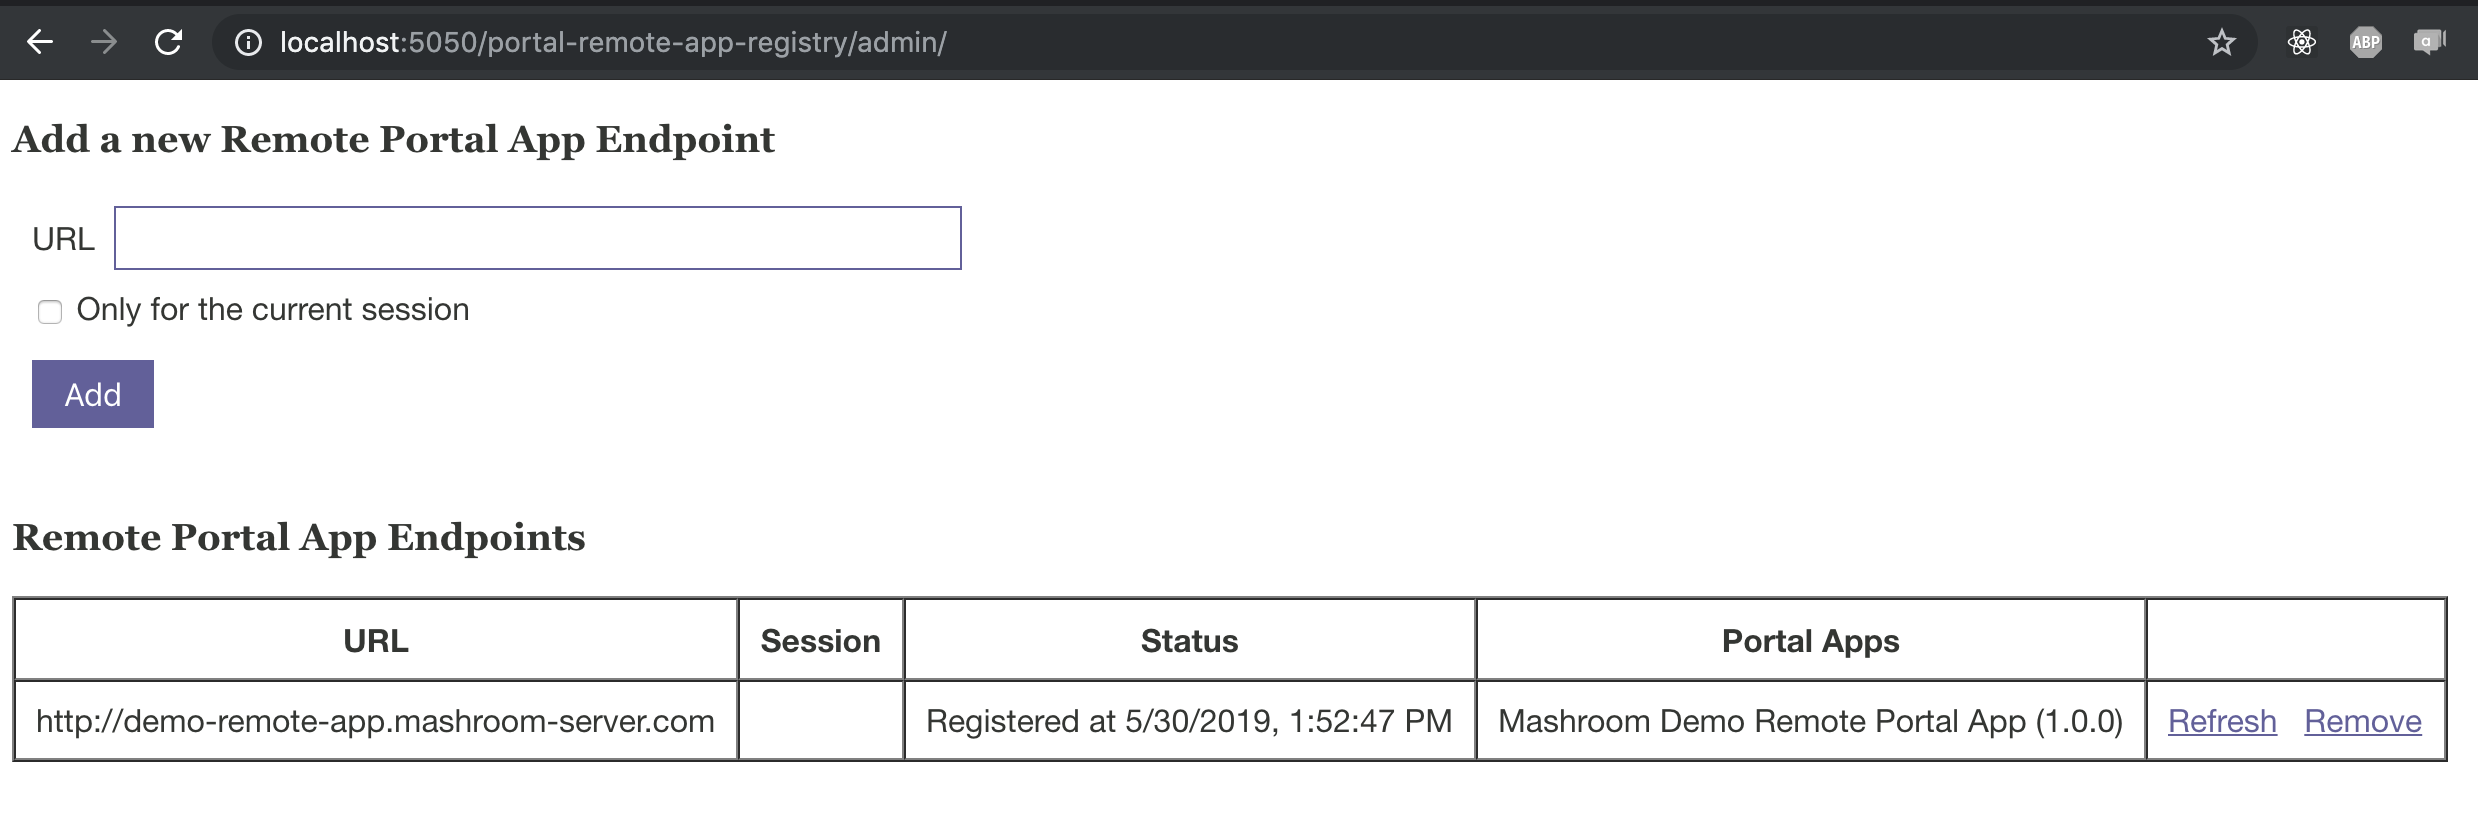 localhost:5050/portal-remote-app-registry/admin/
ABP
a
Add a new Remote Portal App Endpoint
URL
Only for the current session
Add
Remote Portal App Endpoints
URL Session Status Portal Apps
http://demo-remote-app.mashroom-server.com Registered at 5/30/2019, 1:52:47 PM Mashroom Demo Remote Portal App (1.0.0) Refresh Remove